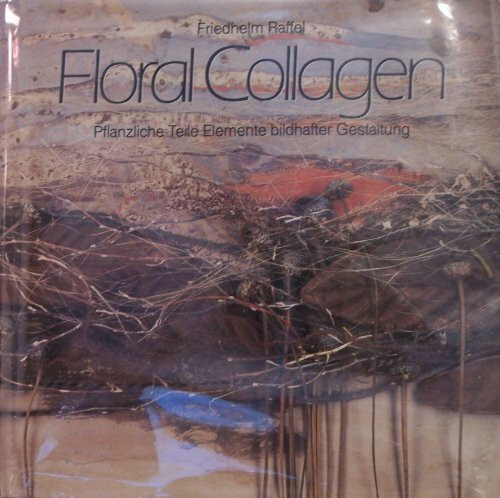 Friedhelm Raffel
Floral Collagen
Pflanzliche Teile Elemente bildhafter Gestaltung